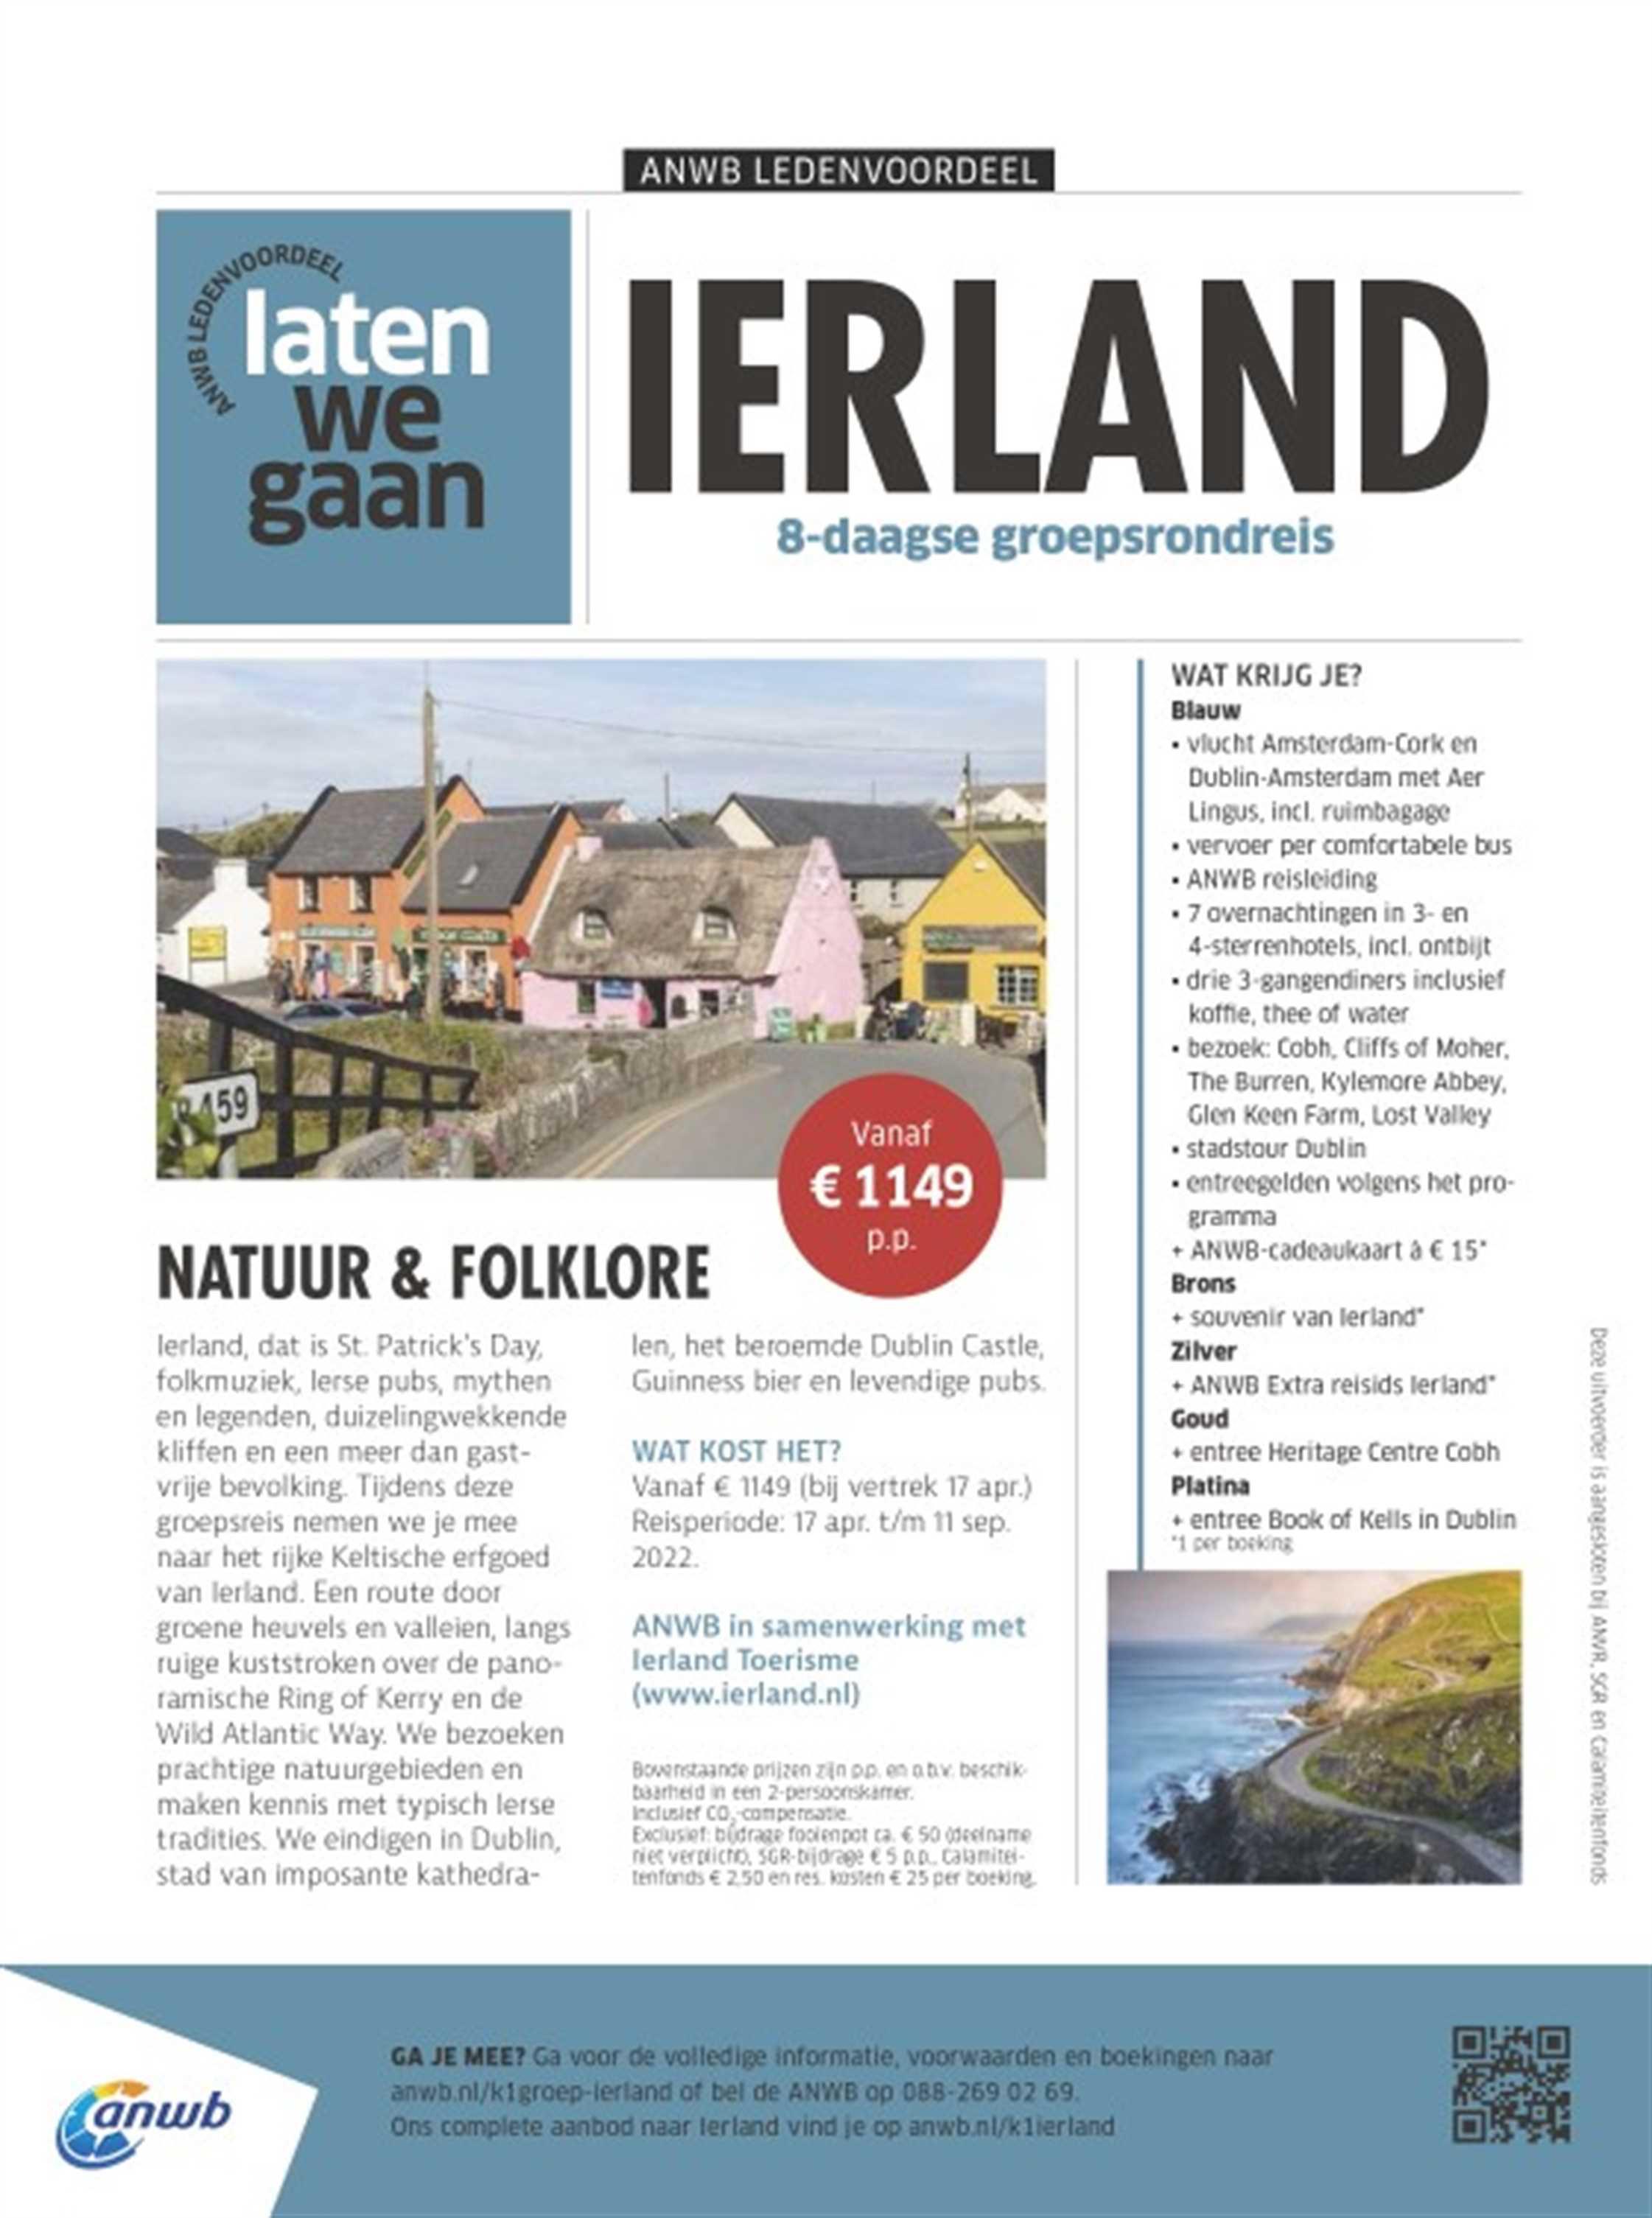 ANWB LEDENVOORDEEL
ANWB LEDENVOORDEEL
laten
we
gaan
IERLAND
8-daagse groepsrondreis
159
Vanaf
€ 1149
p.p.
NATUUR & FOLKLORE
Ierland, dat is St. Patrick's Day,
folkmuziek, Ierse pubs, mythen
en legenden, duizelingwekkende
kliffen en een meer dan gast-
vrije bevolking. Tijdens deze
groepsreis nemen we je mee
naar het rijke Keltische erfgoed
van Ierland. Een route door
groene heuvels en valleien, langs
ruige kuststroken over de pano-
ramische Ring of Kerry en de
Wild Atlantic Way. We bezoeken
prachtige natuurgebieden en
maken kennis met typisch Ierse
tradities. We eindigen in Dublin,
stad van imposante kathedra-
len, het beroemde Dublin Castle,
Guinness bier en levendige pubs.
WAT KOST HET?
Vanaf € 1149 (bij vertrek 17 apr.)
Reisperiode: 17 apr. t/m 11 sep.
2022.
ANWB in samenwerking met
Ierland Toerisme
(www.ierland.nl)
Bovenstaande prijzen zijn p.p. en o.b.v. beschik-
baarheid in een 2-persoonskamer.
Inclusief CO₂-compensatie.
Exclusief: bijdrage fooienpot ca. € 50 (deelname
niet verplicht), SGR-bijdrage € 5 p.p., Calamitei-
tenfonds € 2,50 en res. kosten € 25 per boeking.
WAT KRIJG JE?
Blauw
• vlucht Amsterdam-Cork en
Dublin-Amsterdam met Aer
Lingus, incl. ruimbagage
• vervoer per comfortabele bus
• ANWB reisleiding
• 7 overnachtingen in 3- en
4-sterrenhotels, incl. ontbijt
• drie 3-gangendiners inclusief
koffie, thee of water
• bezoek: Cobh, Cliffs of Moher,
The Burren, Kylemore Abbey,
Glen Keen Farm, Lost Valley
• stadstour Dublin
• entreegelden volgens het pro-
gramma
+ ANWB-cadeaukaart à € 15*
Brons
+ souvenir van Ierland*
Zilver
+ ANWB Extra reisids Ierland*
Goud
+ entree Heritage Centre Cobh
Platina
+ entree Book of Kells in Dublin
*1 per boeking
Deze uitvoerder is aangesloten bij ANVR, SGR en Calamiteitenfonds
GA JE MEE? Ga voor de volledige informatie, voorwaarden en boekingen naar
anwb.nl/k1groep-ierland of bel de ANWB op 088-269 02 69.
Ons complete aanbod naar Ierland vind je op anwb.nl/k1ierland
anwb